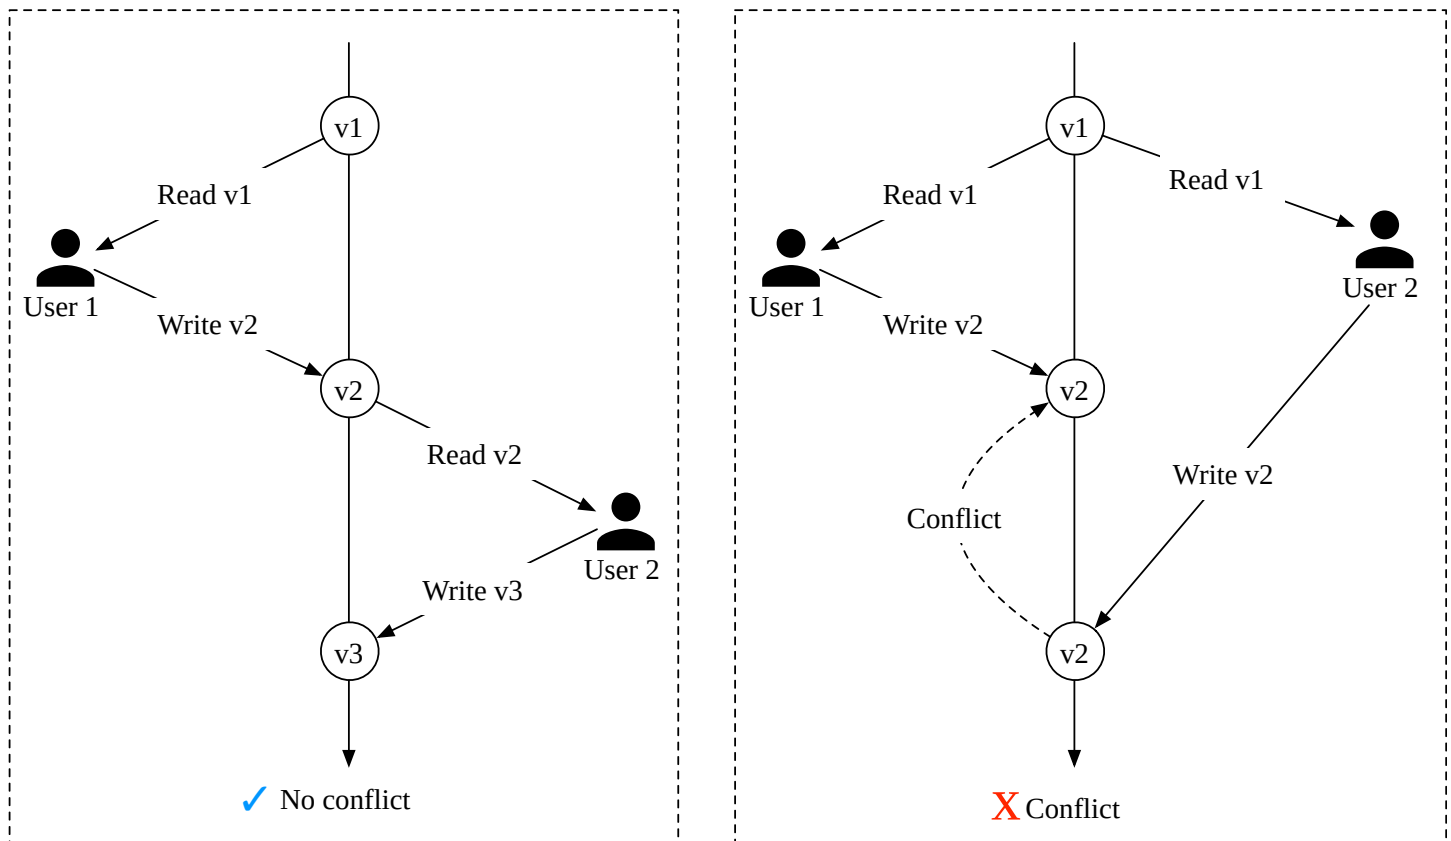 v1
Read v1
User 1
Write v2
v2
Read v2
User 2
Write v3
v3
✓ No conflict
v1
Read v1
Read v1
User 1
User 2
Write v2
v2
Write v2
Conflict
v2
X Conflict